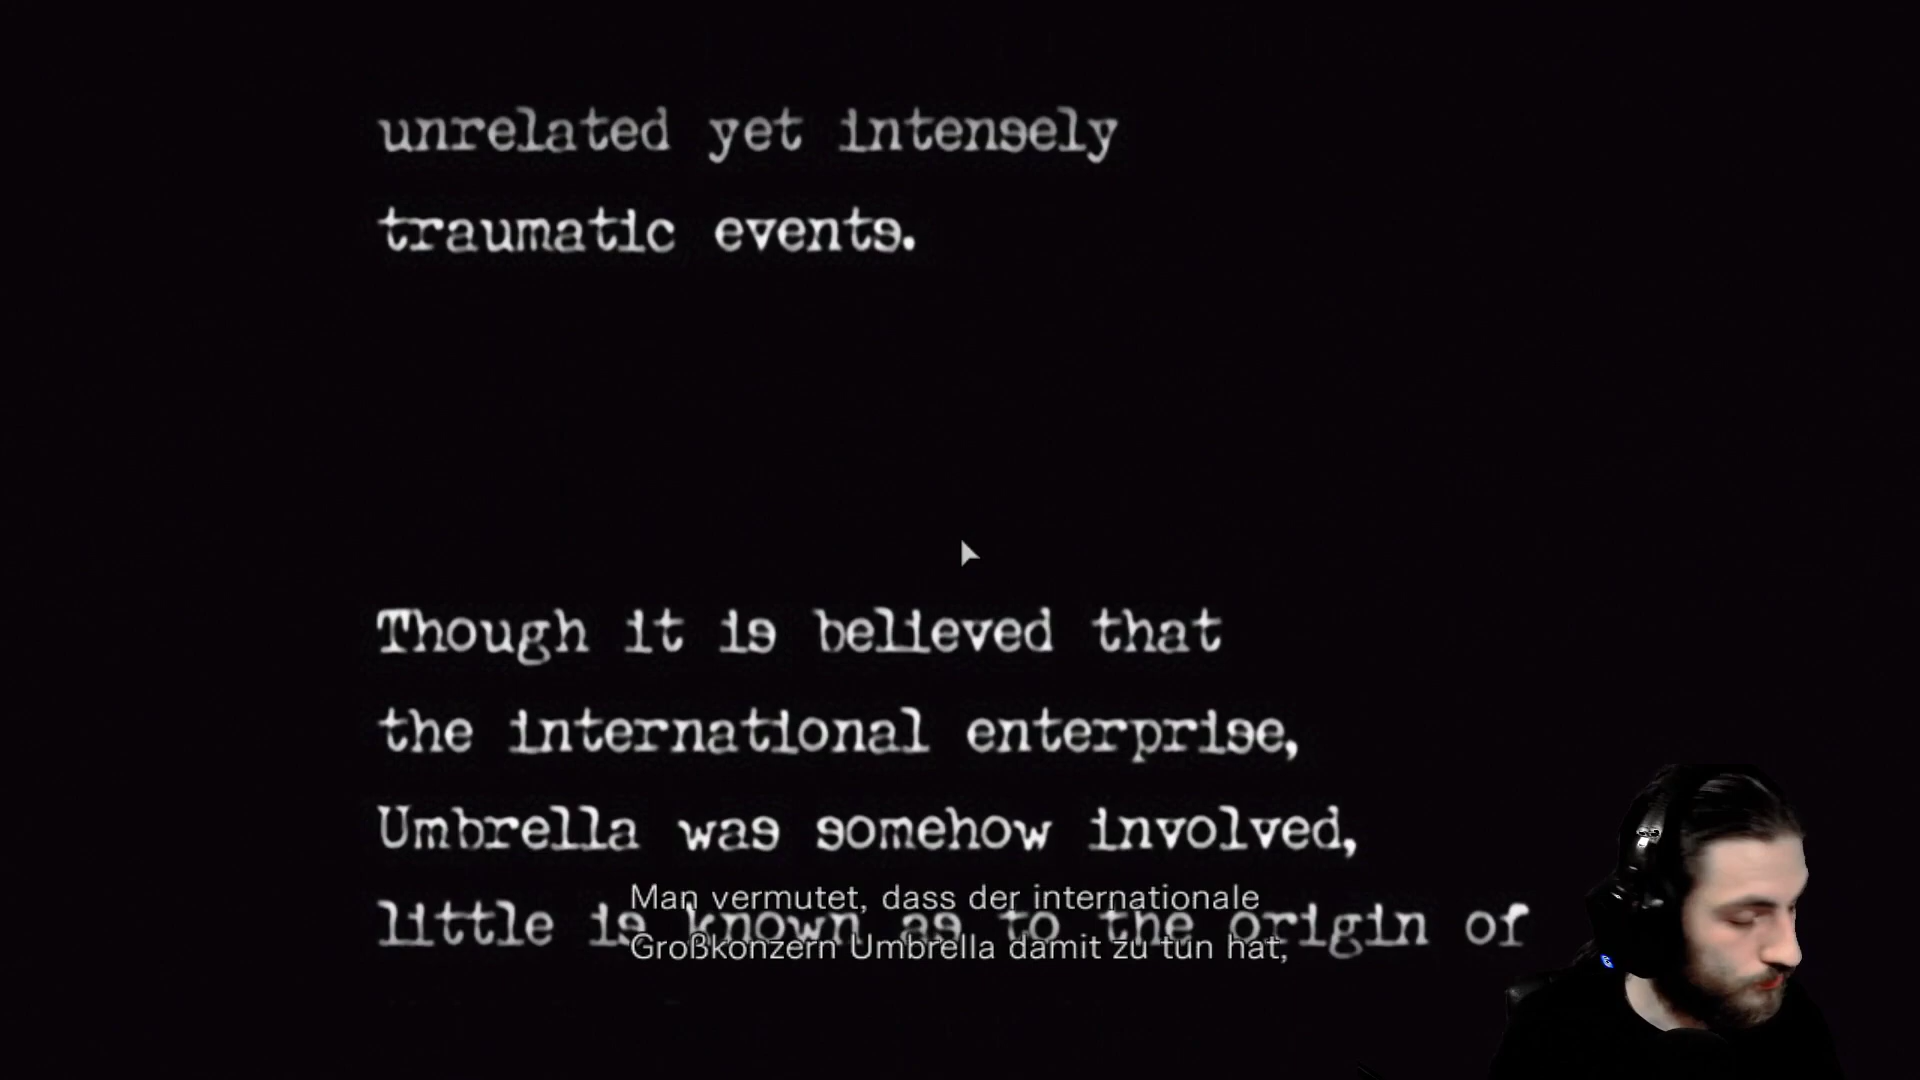 unrelated yet intensely
traumatic events.
Though it is believed that
the international enterprise,
Umbrella was somehow involved,
little is known as to the origin of
Man vermutet, dass der internationale
Großkonzern Umbrella damit zu tun hat,